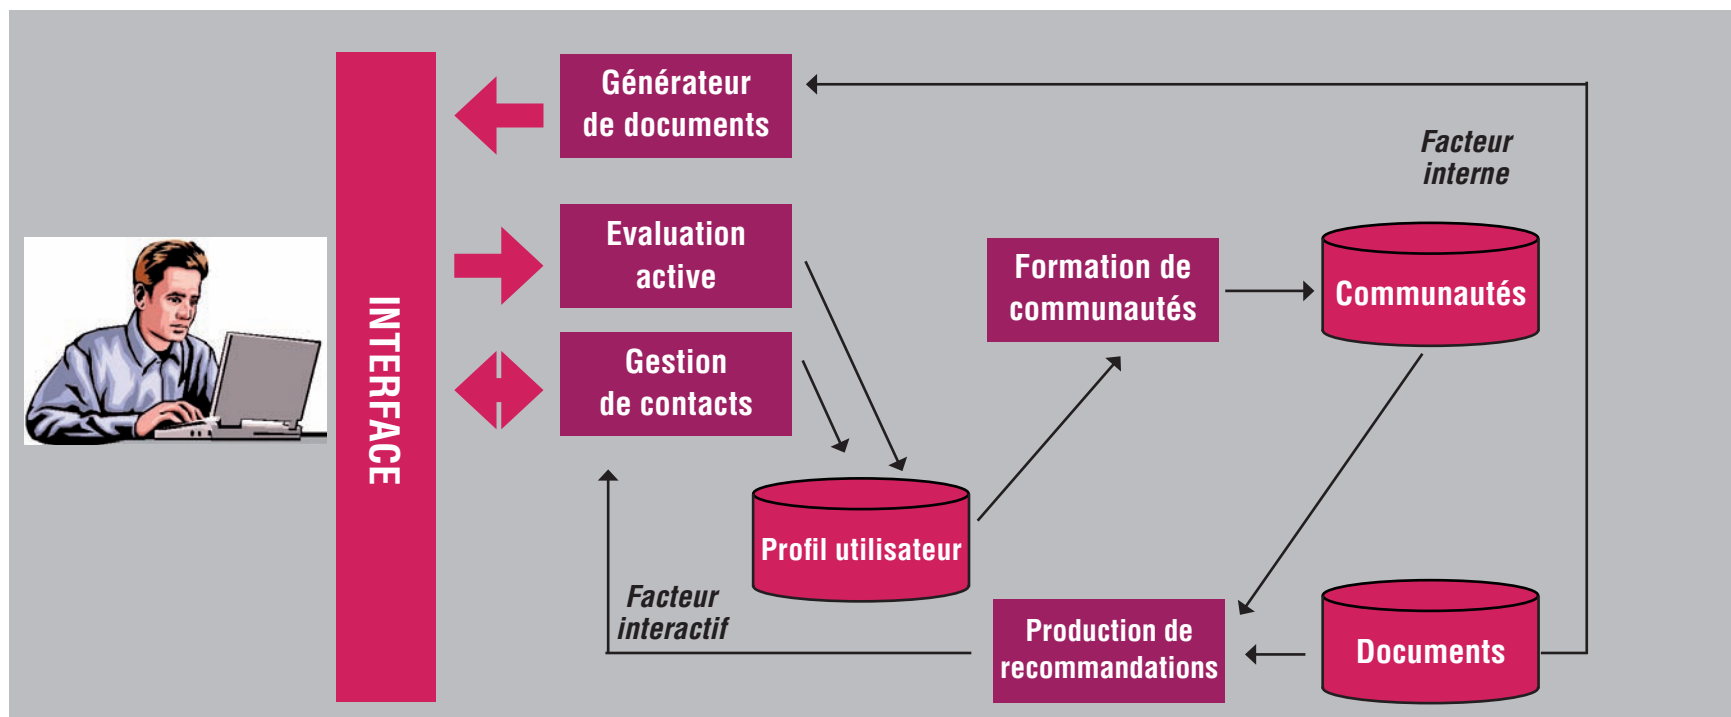 Générateur
de documents
Facteur
interne
Evaluation
active
Formation de
communautés
Communautés
INTERFACE
Gestion
de contacts
Profil utilisateur
Facteur
interactif
Production de
recommandations
Documents